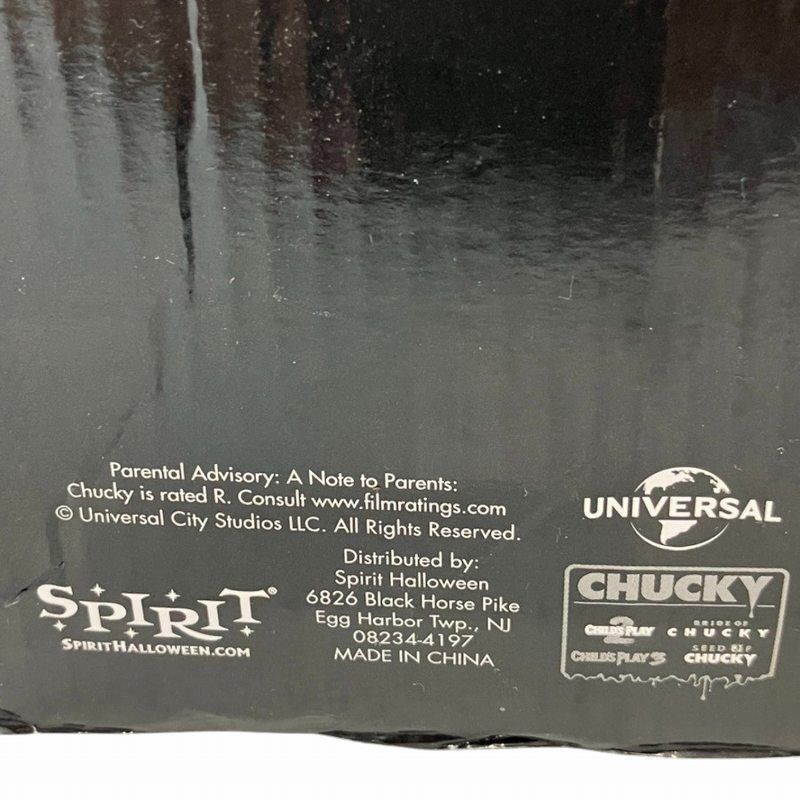 Parental Advisory: A Note to Parents:
Chucky is rated R. Consult www.filmratings.com
© Universal City Studios LLC. All Rights Reserved.
Distributed by:
Spirit Halloween
6826 Black Horse Pike
Egg Harbor Twp., NJ
08234-4197
MADE IN CHINA
SPIRIT®
SPIRITHALLOWEEN.COM
UNIVERSAL
CHUCKY
CHILD'S PLAY 2
BRIDE OF
CHUCKY
CHILD'S PLAY 3
SEED OF
CHUCKY